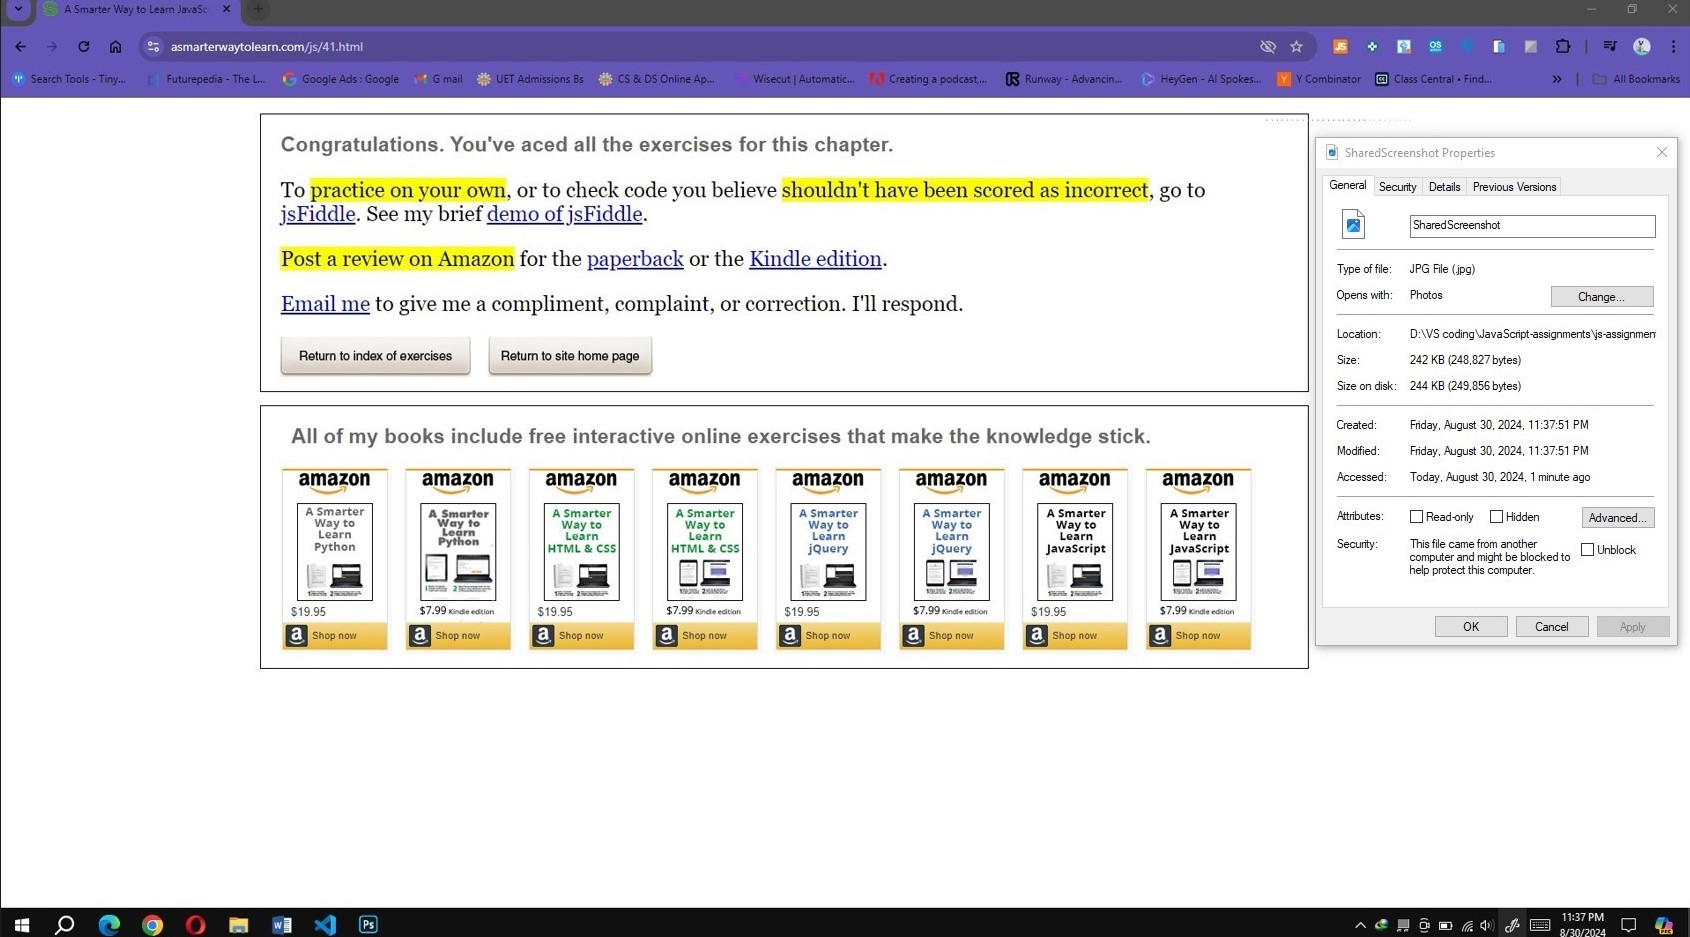 A Smarter Way to Learn JavaSc
asmarterwaytolearn.com/js/41.html
Search Tools - Tiny...
Futurepedia - The L...
Google Ads : Google
G mail
UET Admissions Bs
CS & DS Online Ap...
Wisecut | Automatic...
Creating a podcast,...
Runway - Advancin...
HeyGen - AI Spokes...
Y Combinator
Class Central • Find...
All Bookmarks
Congratulations. You've aced all the exercises for this chapter.
To practice on your own, or to check code you believe shouldn't have been scored as incorrect, go to
jsFiddle. See my brief demo of jsFiddle.
Post a review on Amazon for the paperback or the Kindle edition.
Email me to give me a compliment, complaint, or correction. I'll respond.
Return to index of exercises
Return to site home page
All of my books include free interactive online exercises that make the knowledge stick.
amazon
A Smarter
Way to
Learn
Python
$19.95
Shop now
amazon
A Smarter
Way to
Learn
Python
$7.99 Kindle edition
Shop now
amazon
A Smarter
Way to
Learn
HTML & CSS
$19.95
Shop now
amazon
A Smarter
Way to
Learn
HTML & CSS
$7.99 Kindle edition
Shop now
amazon
A Smarter
Way to
Learn
jQuery
$19.95
Shop now
amazon
A Smarter
Way to
Learn
jQuery
$7.99 Kindle edition
Shop now
amazon
A Smarter
Way to
Learn
JavaScript
$19.95
Shop now
amazon
A Smarter
Way to
Learn
JavaScript
$7.99 Kindle edition
Shop now
SharedScreenshot Properties
General Security Details Previous Versions
SharedScreenshot
Type of file: JPG File (.jpg)
Opens with: Photos Change...
Location: D:\VS coding\JavaScript-assignments\js-assignmen
Size: 242 KB (248,827 bytes)
Size on disk: 244 KB (249,856 bytes)
Created: Friday, August 30, 2024, 11:37:51 PM
Modified: Friday, August 30, 2024, 11:37:51 PM
Accessed: Today, August 30, 2024, 1 minute ago
Attributes: Read-only Hidden Advanced...
Security: This file came from another
computer and might be blocked to
help protect this computer.
Unblock
OK Cancel Apply
11:37 PM
8/30/2024